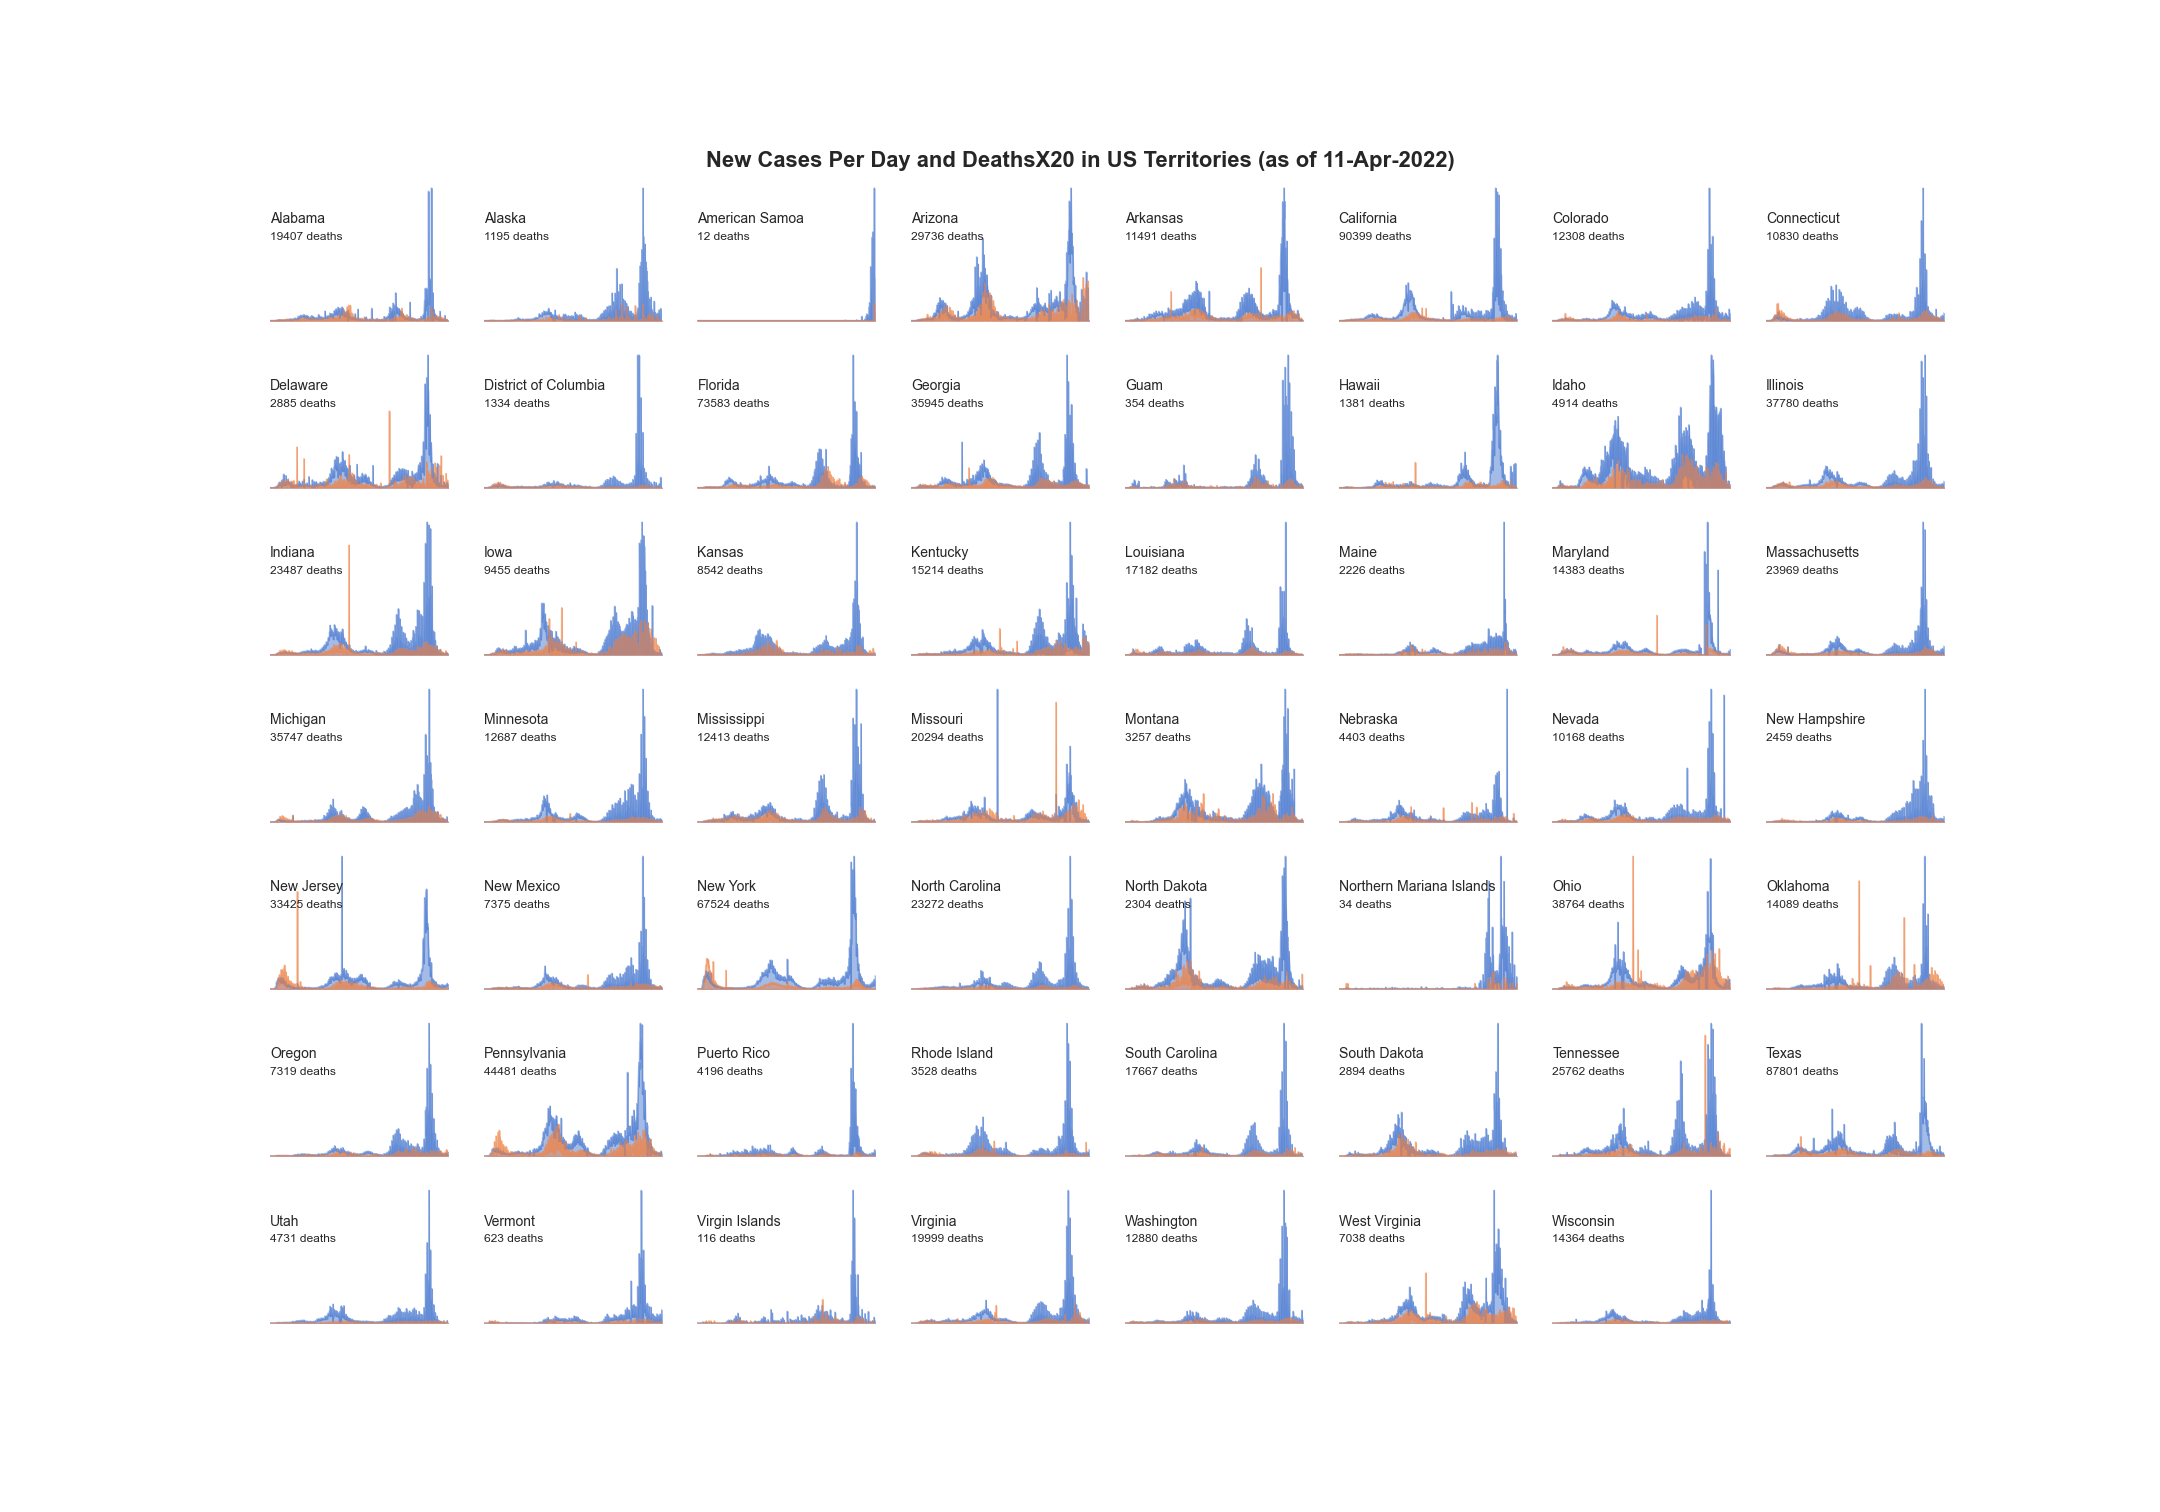 New Cases Per Day and DeathsX20 in US Territories (as of 11-Apr-2022)
Alabama
19407 deaths
Alaska
1195 deaths
American Samoa
12 deaths
Arizona
29736 deaths
Arkansas
11491 deaths
California
90399 deaths
Colorado
12308 deaths
Connecticut
10830 deaths
Delaware
2885 deaths
District of Columbia
1334 deaths
Florida
73583 deaths
Georgia
35945 deaths
Guam
354 deaths
Hawaii
1381 deaths
Idaho
4914 deaths
Illinois
37780 deaths
Indiana
23487 deaths
Iowa
9455 deaths
Kansas
8542 deaths
Kentucky
15214 deaths
Louisiana
17182 deaths
Maine
2226 deaths
Maryland
14383 deaths
Massachusetts
23969 deaths
Michigan
35747 deaths
Minnesota
12687 deaths
Mississippi
12413 deaths
Missouri
20294 deaths
Montana
3257 deaths
Nebraska
4403 deaths
Nevada
10168 deaths
New Hampshire
2459 deaths
New Jersey
33425 deaths
New Mexico
7375 deaths
New York
67524 deaths
North Carolina
23272 deaths
North Dakota
2304 deaths
Northern Mariana Islands
34 deaths
Ohio
38764 deaths
Oklahoma
14089 deaths
Oregon
7319 deaths
Pennsylvania
44481 deaths
Puerto Rico
4196 deaths
Rhode Island
3528 deaths
South Carolina
17667 deaths
South Dakota
2894 deaths
Tennessee
25762 deaths
Texas
87801 deaths
Utah
4731 deaths
Vermont
623 deaths
Virgin Islands
116 deaths
Virginia
19999 deaths
Washington
12880 deaths
West Virginia
7038 deaths
Wisconsin
14364 deaths